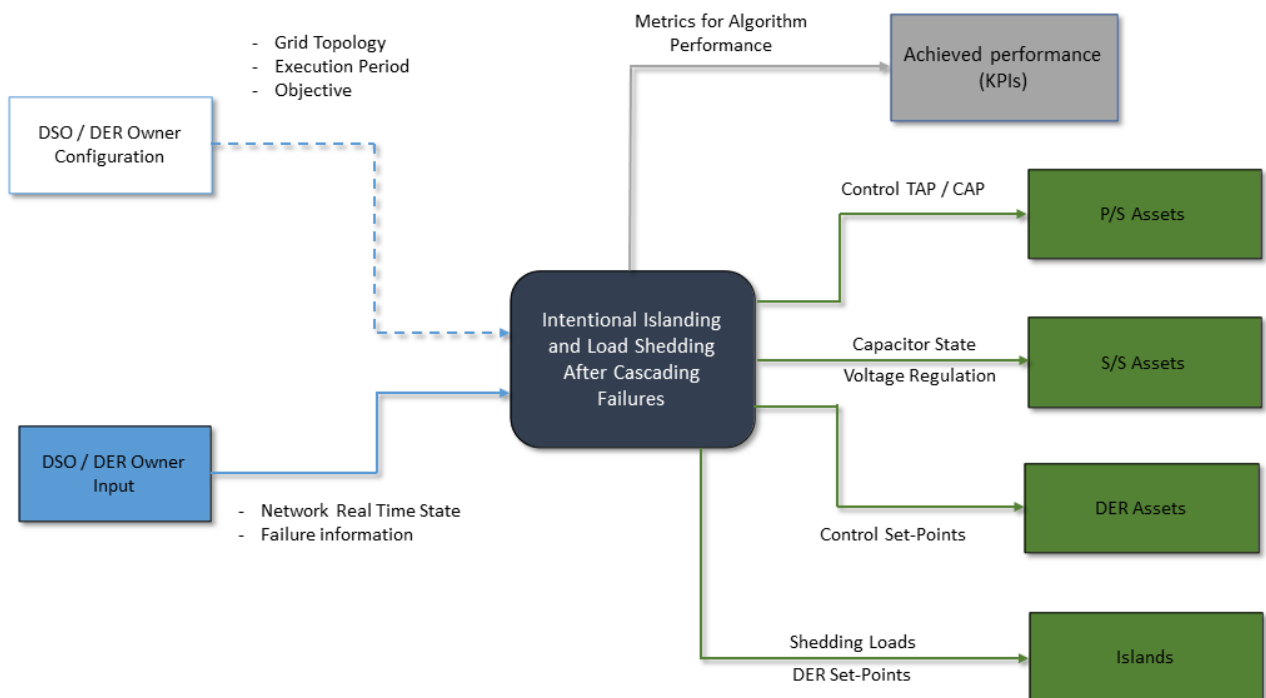 Metrics for Algorithm
Performance
Achieved performance
(KPIs)
- Grid Topology
- Execution Period
- Objective
DSO / DER Owner
Configuration
Control TAP / CAP
P/S Assets
Intentional Islanding
and Load Shedding
After Cascading
Failures
Capacitor State
Voltage Regulation
S/S Assets
DSO / DER Owner
Input
- Network Real Time State
- Failure information
Control Set-Points
DER Assets
Shedding Loads
DER Set-Points
Islands